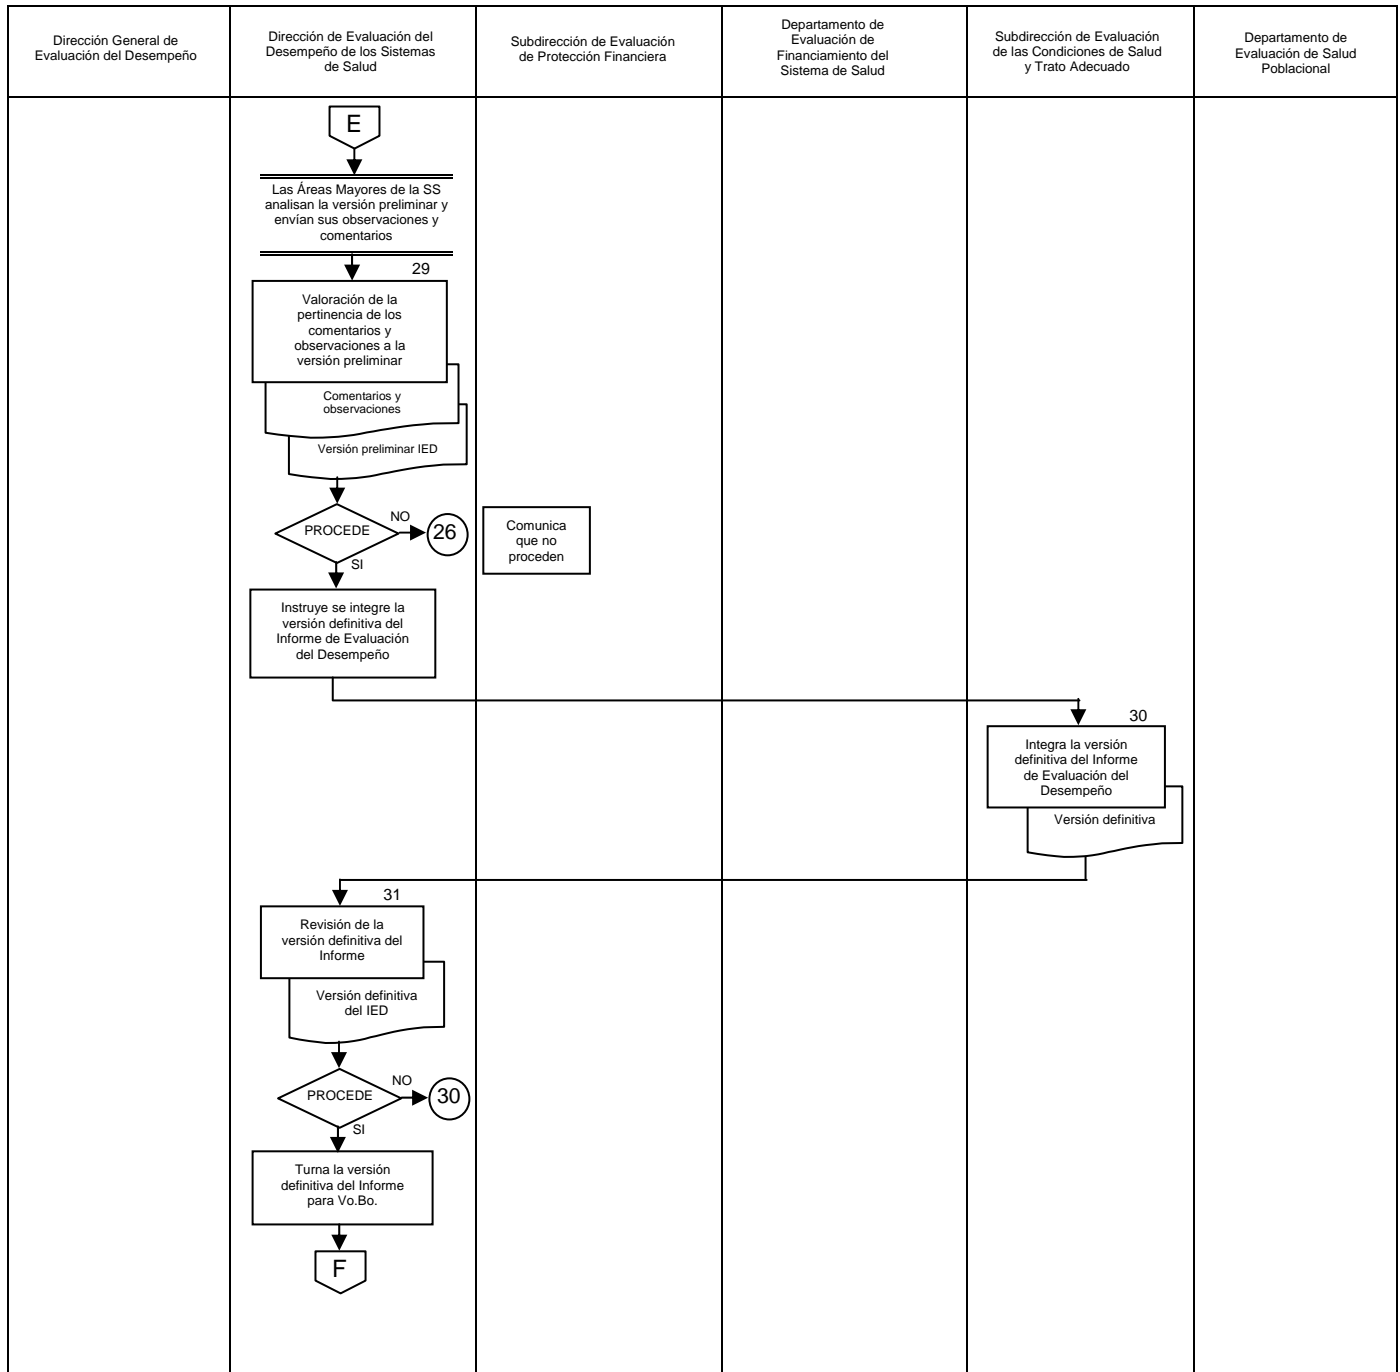 Dirección General de
Evaluación del Desempeño
Dirección de Evaluación del
Desempeño de los Sistemas
de Salud
Subdirección de Evaluación
de Protección Financiera
Departamento de
Evaluación de
Financiamiento del
Sistema de Salud
Subdirección de Evaluación
de las Condiciones de Salud
y Trato Adecuado
Departamento de
Evaluación de Salud
Poblacional
E
Las Áreas Mayores de la SS
analisan la versión preliminar y
envían sus observaciones y
comentarios
29
Valoración de la
pertinencia de los
comentarios y
observaciones a la
versión preliminar
Comentarios y
observaciones
Versión preliminar IED
PROCEDE
NO
26
Comunica
que no
proceden
SI
Instruye se integre la
versión definitiva del
Informe de Evaluación
del Desempeño
30
Integra la versión
definitiva del Informe
de Evaluación del
Desempeño
Versión definitiva
31
Revisión de la
versión definitiva del
Informe
Versión definitiva
del IED
PROCEDE
NO
30
SI
Turna la versión
definitiva del Informe
para Vo.Bo.
F